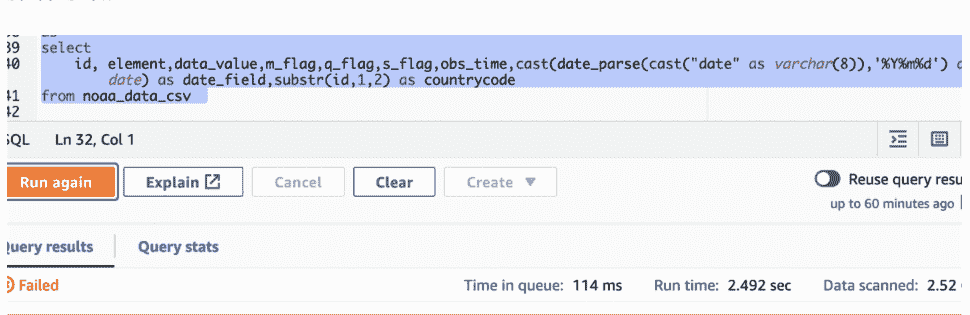 39 select
40 id, element,data_value,m_flag,q_flag,s_flag,obs_time,cast(date_parse(cast("date" as varchar(8)),'%Y%m%d')
date) as date_field,substr(id,1,2) as countrycode
41 from noaa_data_csv
42
SQL Ln 32, Col 1
Run again Explain Cancel Clear Create Reuse query resu
up to 60 minutes ago
Query results Query stats
Failed Time in queue: 114 ms Run time: 2.492 sec Data scanned: 2.52